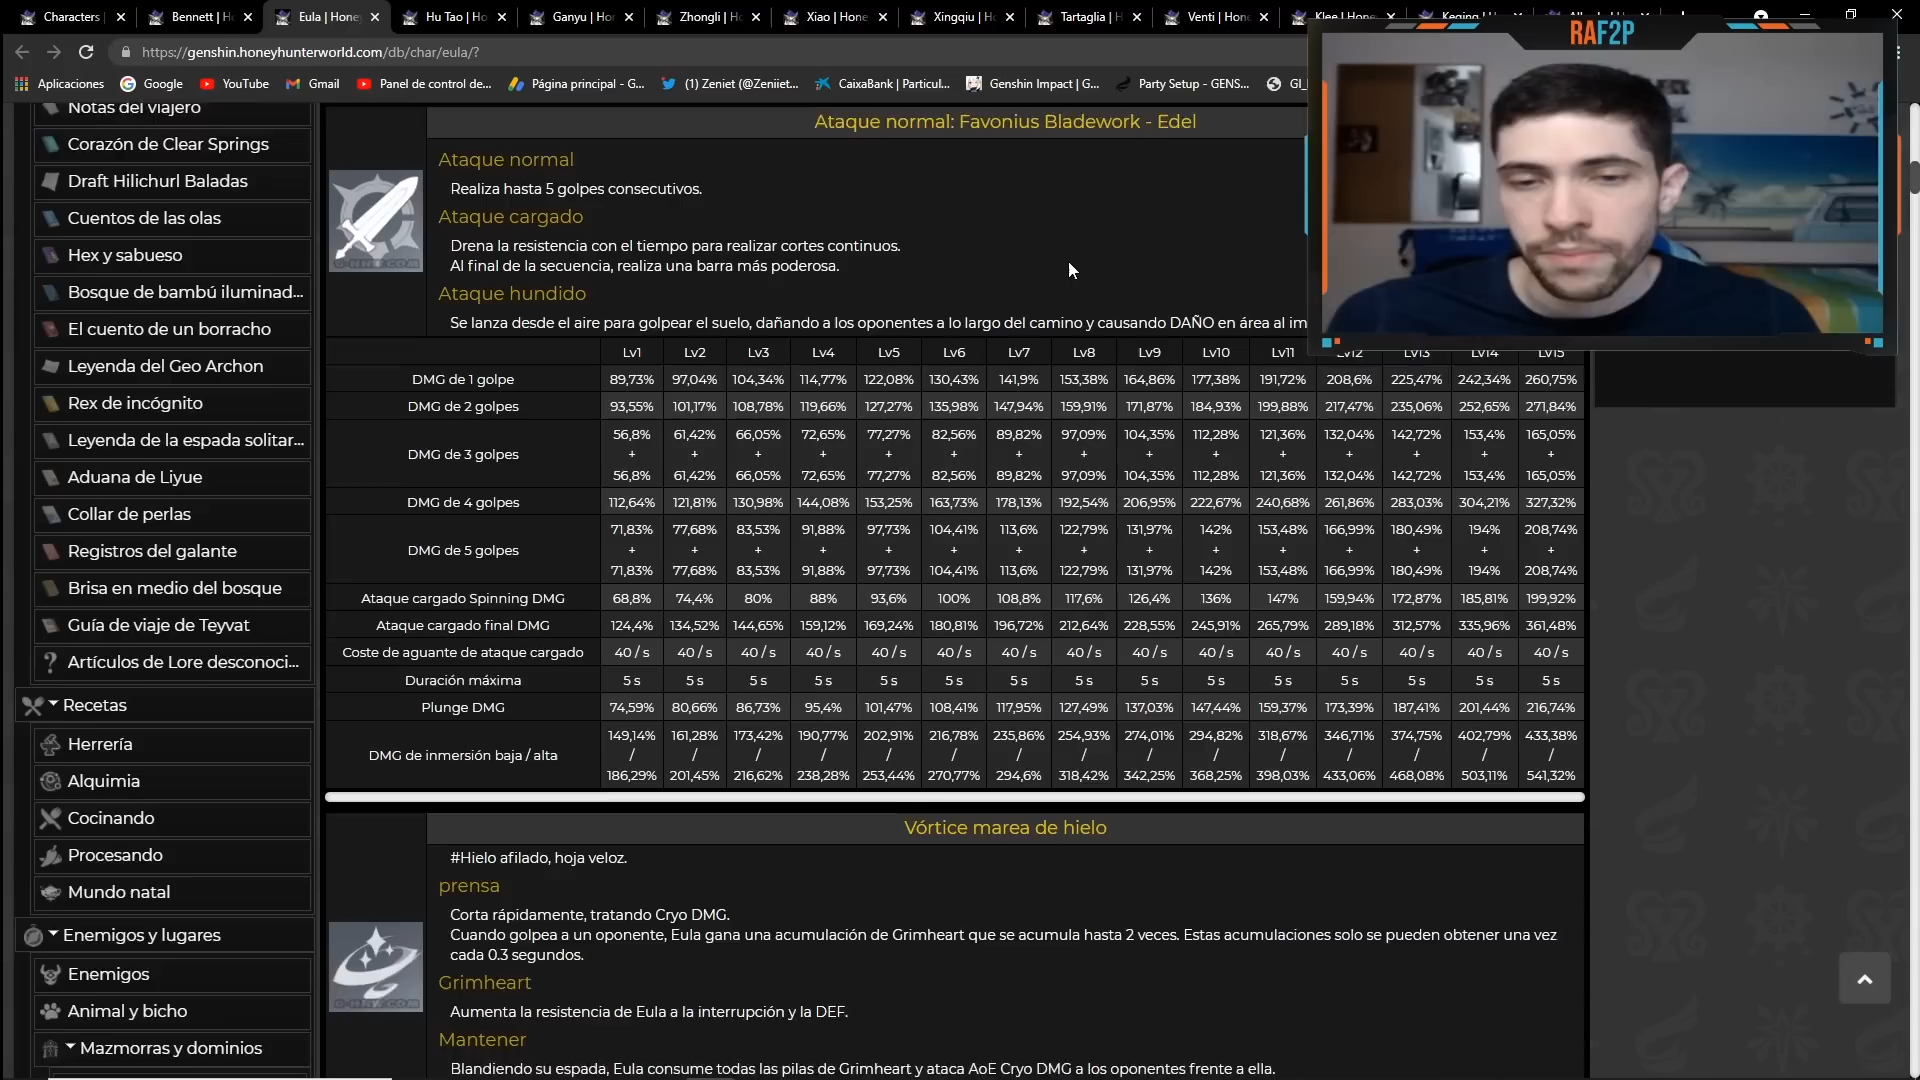 Characters
Bennett | H
Eula | Hone
Hu Tao | Ho
Ganyu | Ho
Zhongli | H
Xiao | Hone
Xingqiu | H
Tartaglia | H
Venti | Hon
Klee | Hone
RAF2P
https://genshin.honeyhunterworld.com/db/char/eula/?
Aplicaciones
Google
YouTube
Gmail
Panel de control de...
Página principal - G...
(1) Zeniet (@Zeniiet...
CaixaBank | Particul...
Genshin Impact | G...
Party Setup - GENS...
GI_
Notas del viajero
Corazón de Clear Springs
Draft Hilichurl Baladas
Cuentos de las olas
Hex y sabueso
Bosque de bambú iluminad...
El cuento de un borracho
Leyenda del Geo Archon
Rex de incógnito
Leyenda de la espada solitar...
Aduana de Liyue
Collar de perlas
Registros del galante
Brisa en medio del bosque
Guía de viaje de Teyvat
Artículos de Lore desconoci...
Recetas
Herrería
Alquimia
Cocinando
Procesando
Mundo natal
Enemigos y lugares
Enemigos
Animal y bicho
Mazmorras y dominios
Ataque normal: Favonius Bladework - Edel
Ataque normal
Realiza hasta 5 golpes consecutivos.
Ataque cargado
Drena la resistencia con el tiempo para realizar cortes continuos.
Al final de la secuencia, realiza una barra más poderosa.
Ataque hundido
Se lanza desde el aire para golpear el suelo, dañando a los oponentes a lo largo del camino y causando DAÑO en área al im
Lv1 Lv2 Lv3 Lv4 Lv5 Lv6 Lv7 Lv8 Lv9 Lv10 Lv11 Lv12 Lv13 Lv14 Lv15
DMG de 1 golpe 89,73% 97,04% 104,34% 114,77% 122,08% 130,43% 141,9% 153,38% 164,86% 177,38% 191,72% 208,6% 225,47% 242,34% 260,75%
DMG de 2 golpes 93,55% 101,17% 108,78% 119,66% 127,27% 135,98% 147,94% 159,91% 171,87% 184,93% 199,88% 217,47% 235,06% 252,65% 271,84%
56,8% 61,42% 66,05% 72,65% 77,27% 82,56% 89,82% 97,09% 104,35% 112,28% 121,36% 132,04% 142,72% 153,4% 165,05%
DMG de 3 golpes + + + + + + + + + + + + + + +
56,8% 61,42% 66,05% 72,65% 77,27% 82,56% 89,82% 97,09% 104,35% 112,28% 121,36% 132,04% 142,72% 153,4% 165,05%
DMG de 4 golpes 112,64% 121,81% 130,98% 144,08% 153,25% 163,73% 178,13% 192,54% 206,95% 222,67% 240,68% 261,86% 283,03% 304,21% 327,32%
71,83% 77,68% 83,53% 91,88% 97,73% 104,41% 113,6% 122,79% 131,97% 142% 153,48% 166,99% 180,49% 194% 208,74%
DMG de 5 golpes + + + + + + + + + + + + + + +
71,83% 77,68% 83,53% 91,88% 97,73% 104,41% 113,6% 122,79% 131,97% 142% 153,48% 166,99% 180,49% 194% 208,74%
Ataque cargado Spinning DMG 68,8% 74,4% 80% 88% 93,6% 100% 108,8% 117,6% 126,4% 136% 147% 159,94% 172,87% 185,81% 199,92%
Ataque cargado final DMG 124,4% 134,52% 144,65% 159,12% 169,24% 180,81% 196,72% 212,64% 228,55% 245,91% 265,79% 289,18% 312,57% 335,96% 361,48%
Coste de aguante de ataque cargado 40 / s 40 / s 40 / s 40 / s 40 / s 40 / s 40 / s 40 / s 40 / s 40 / s 40 / s 40 / s 40 / s 40 / s 40 / s
Duración máxima 5 s 5 s 5 s 5 s 5 s 5 s 5 s 5 s 5 s 5 s 5 s 5 s 5 s 5 s 5 s
Plunge DMG 74,59% 80,66% 86,73% 95,4% 101,47% 108,41% 117,95% 127,49% 137,03% 147,44% 159,37% 173,39% 187,41% 201,44% 216,74%
149,14% 161,28% 173,42% 190,77% 202,91% 216,78% 235,86% 254,93% 274,01% 294,82% 318,67% 346,71% 374,75% 402,79% 433,38%
DMG de inmersión baja / alta / / / / / / / / / / / / / / /
186,29% 201,45% 216,62% 238,28% 253,44% 270,77% 294,6% 318,42% 342,25% 368,25% 398,03% 433,06% 468,08% 503,11% 541,32%
Vórtice marea de hielo
#Hielo afilado, hoja veloz.
prensa
Corta rápidamente, tratando Cryo DMG.
Cuando golpea a un oponente, Eula gana una acumulación de Grimheart que se acumula hasta 2 veces. Estas acumulaciones solo se pueden obtener una vez
cada 0.3 segundos.
Grimheart
Aumenta la resistencia de Eula a la interrupción y la DEF.
Mantener
Blandiendo su espada, Eula consume todas las pilas de Grimheart y ataca AoE Cryo DMG a los oponentes frente a ella.